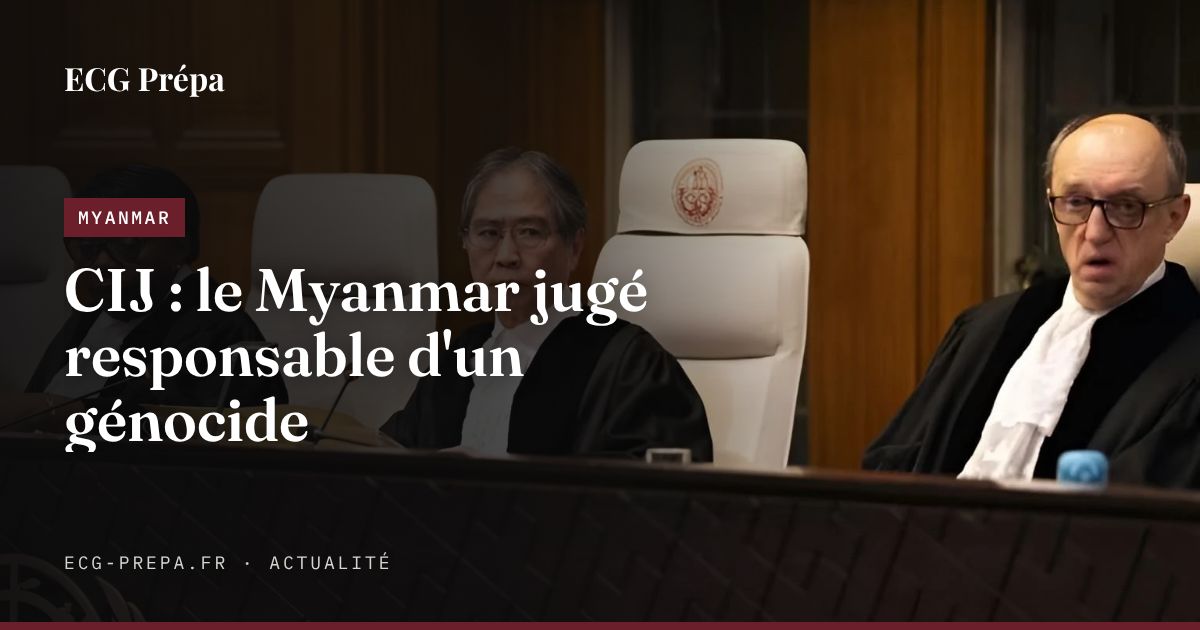 ECG Prépa
MYANMAR
CIJ : le Myanmar jugé
responsable d'un
génocide
ECG-PREPA.FR · ACTUALITÉ